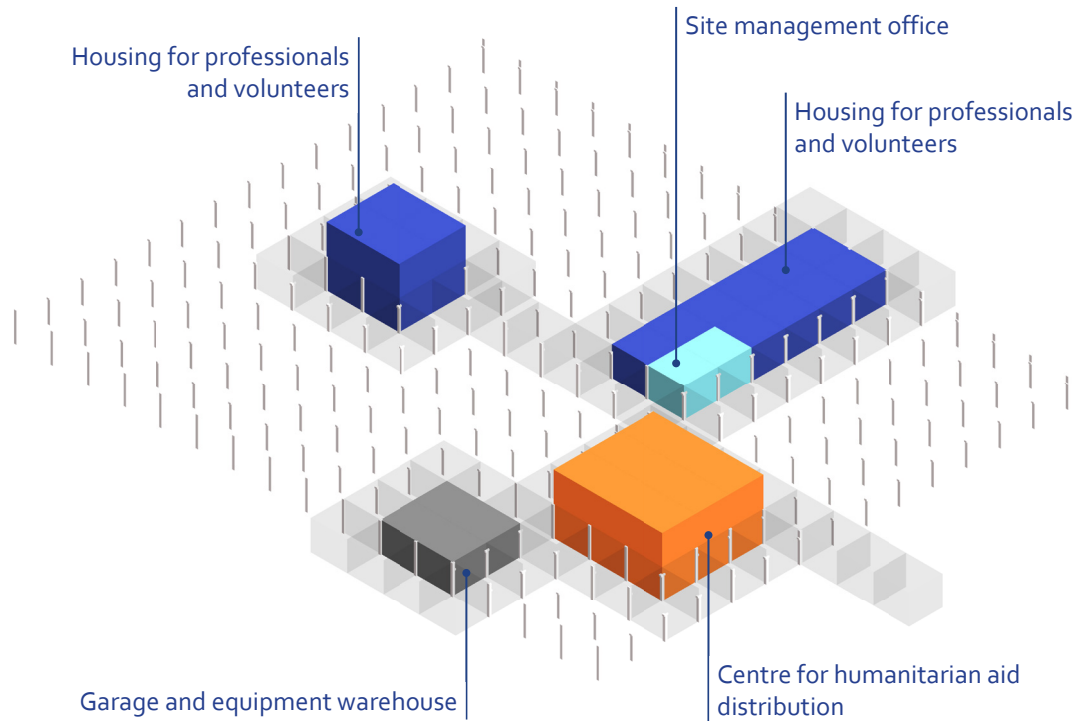 Site management office
Housing for professionals
and volunteers
Housing for professionals
and volunteers
Garage and equipment warehouse
Centre for humanitarian aid
distribution